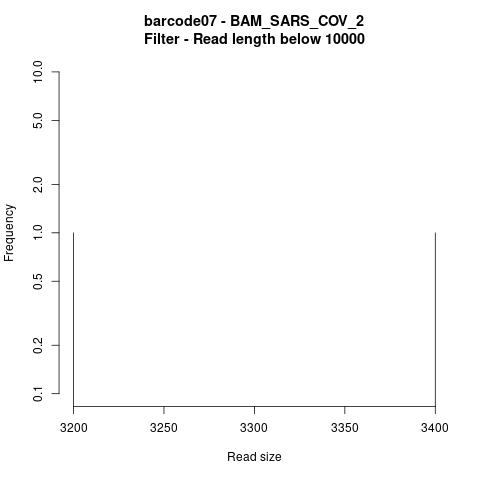 barcode07 - BAM_SARS_COV_2
Filter - Read length below 10000
Frequency
10.0
5.0
2.0
1.0
0.5
0.2
0.1
3200 3250 3300 3350 3400
Read size